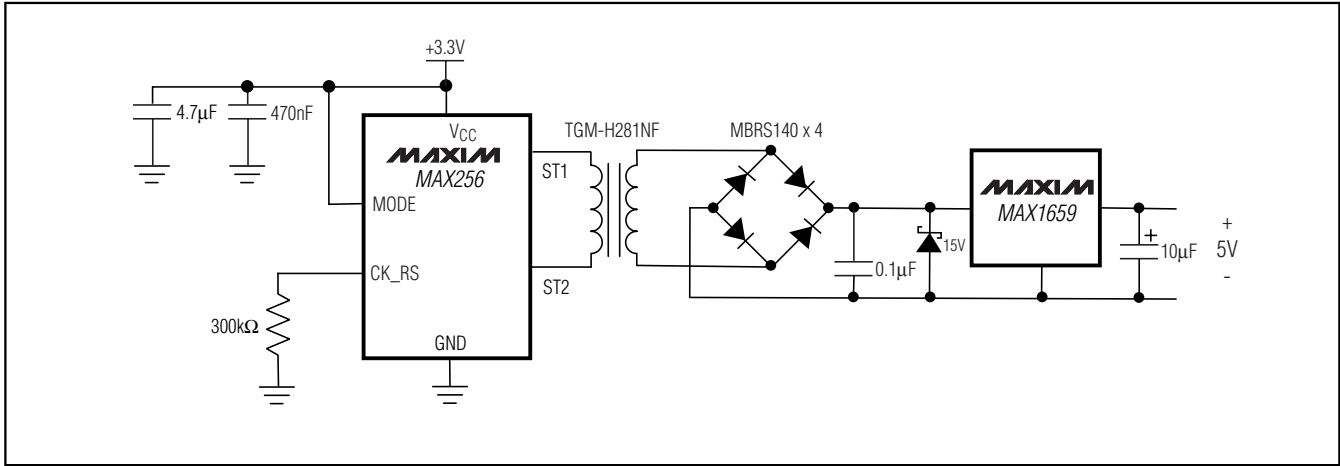 +3.3V
4.7μF
470nF
VCC
MAXIM
MAX256
MODE
CK_RS
GND
300kΩ
ST1
ST2
TGM-H281NF
MBRS140 x 4
0.1μF
15V
MAXIM
MAX1659
+
10μF
+
5V
-